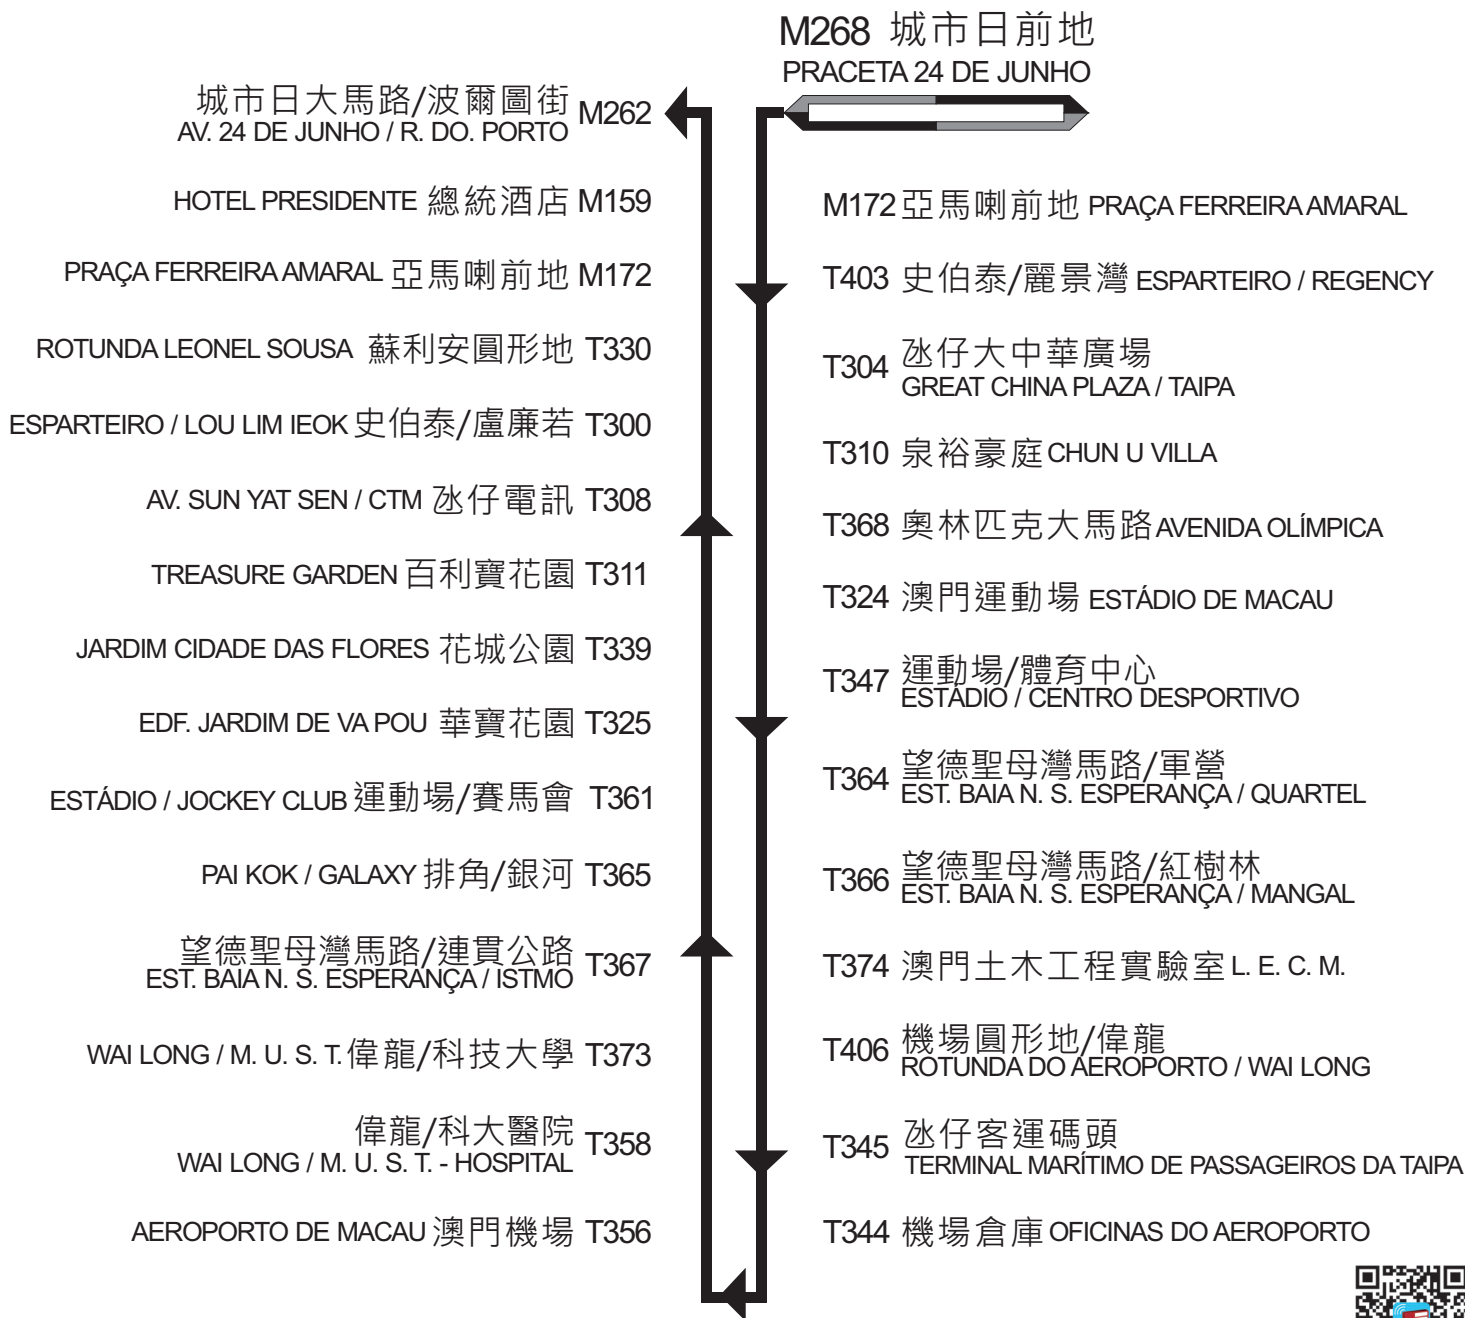 M268 城市日前地
PRACETA 24 DE JUNHO
城市日大馬路/波爾圖街 M262
AV. 24 DE JUNHO / R. DO. PORTO
HOTEL PRESIDENTE 總統酒店 M159
PRAÇA FERREIRA AMARAL 亞馬喇前地 M172
ROTUNDA LEONEL SOUSA 蘇利安圓形地 T330
ESPARTEIRO / LOU LIM IEOK 史伯泰/盧廉若 T300
AV. SUN YAT SEN / CTM 氹仔電訊 T308
TREASURE GARDEN 百利寶花園 T311
JARDIM CIDADE DAS FLORES 花城公園 T339
EDF. JARDIM DE VA POU 華寶花園 T325
ESTÁDIO / JOCKEY CLUB 運動場/賽馬會 T361
PAI KOK / GALAXY 排角/銀河 T365
望德聖母灣馬路/連貫公路 T367
EST. BAIA N. S. ESPERANÇA / ISTMO
WAI LONG / M. U. S. T. 偉龍/科技大學 T373
偉龍/科大醫院 T358
WAI LONG / M. U. S. T. - HOSPITAL
AEROPORTO DE MACAU 澳門機場 T356
M172 亞馬喇前地 PRAÇA FERREIRA AMARAL
T403 史伯泰/麗景灣 ESPARTEIRO / REGENCY
T304 氹仔大中華廣場
GREAT CHINA PLAZA / TAIPA
T310 泉裕豪庭 CHUN U VILLA
T368 奧林匹克大馬路 AVENIDA OLÍMPICA
T324 澳門運動場 ESTÁDIO DE MACAU
T347 運動場/體育中心
ESTÁDIO / CENTRO DESPORTIVO
T364 望德聖母灣馬路/軍營
EST. BAIA N. S. ESPERANÇA / QUARTEL
T366 望德聖母灣馬路/紅樹林
EST. BAIA N. S. ESPERANÇA / MANGAL
T374 澳門土木工程實驗室 L. E. C. M.
T406 機場圓形地/偉龍
ROTUNDA DO AEROPORTO / WAI LONG
T345 氹仔客運碼頭
TERMINAL MARÍTIMO DE PASSAGEIROS DA TAIPA
T344 機場倉庫 OFICINAS DO AEROPORTO